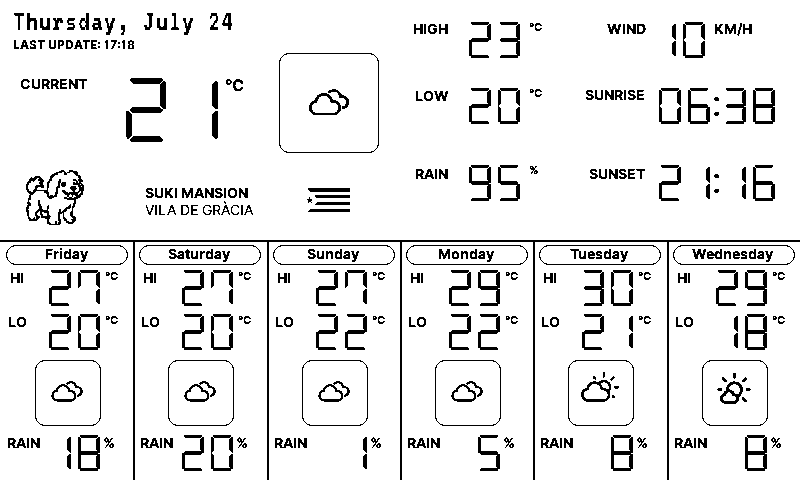 Thursday, July 24
LAST UPDATE: 17:18
CURRENT 21 °C
HIGH 23 °C
LOW 20 °C
RAIN 95 %
WIND 10 KM/H
SUNRISE 06:38
SUNSET 21:16
SUKI MANSION
VILA DE GRÀCIA
Friday
HI 27 °C
LO 20 °C
RAIN 18 %
Saturday
HI 27 °C
LO 20 °C
RAIN 20 %
Sunday
HI 27 °C
LO 22 °C
RAIN 1 %
Monday
HI 29 °C
LO 22 °C
RAIN 5 %
Tuesday
HI 30 °C
LO 21 °C
RAIN 8 %
Wednesday
HI 29 °C
LO 18 °C
RAIN 8 %